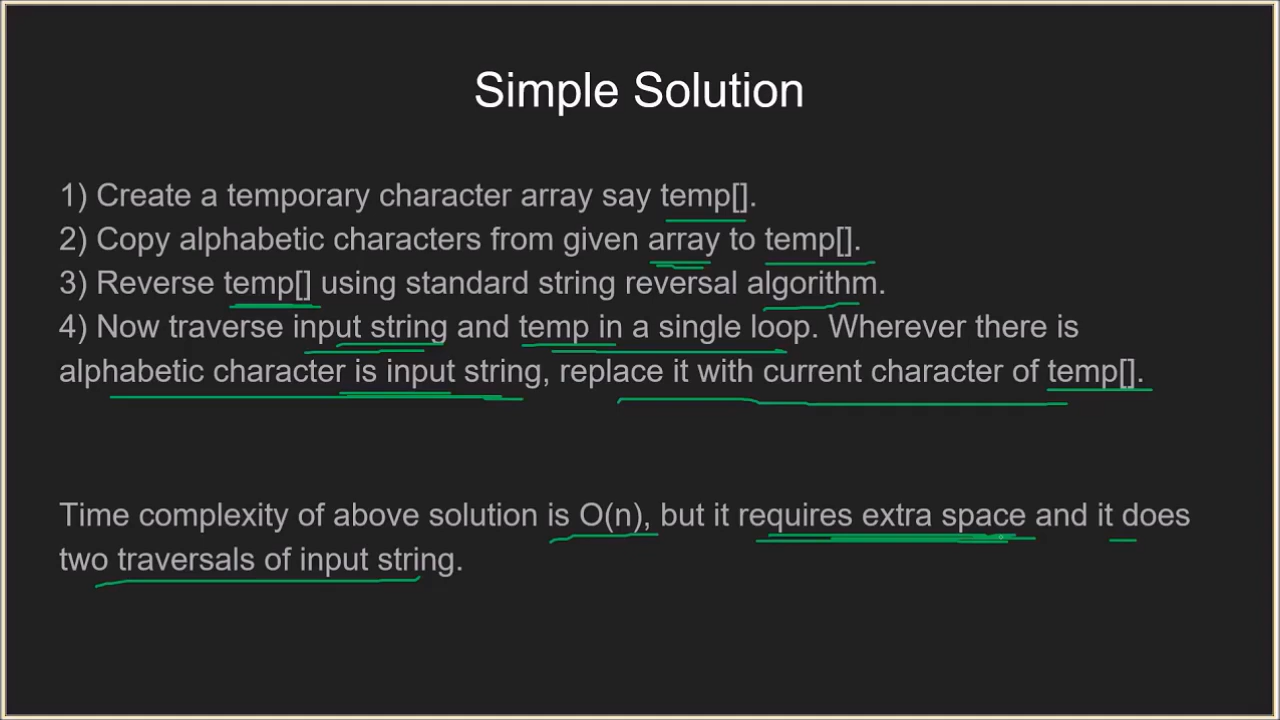 Simple Solution
1) Create a temporary character array say temp[].
2) Copy alphabetic characters from given array to temp[].
3) Reverse temp[] using standard string reversal algorithm.
4) Now traverse input string and temp in a single loop. Wherever there is
alphabetic character is input string, replace it with current character of temp[].
Time complexity of above solution is O(n), but it requires extra space and it does
two traversals of input string.